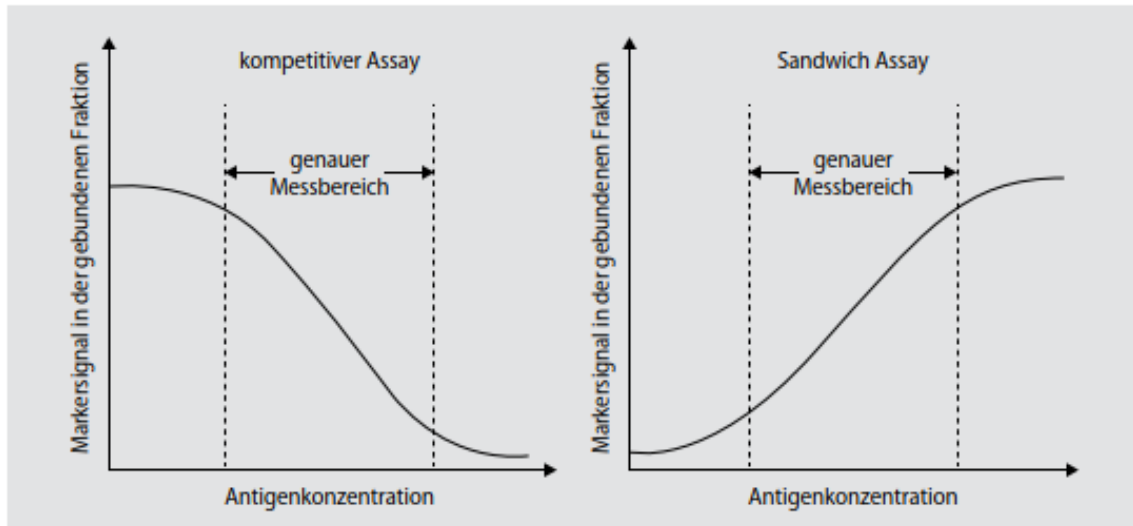 kompetitiver Assay
Markersignal in der gebundenen Fraktion
genauer
Messbereich
Antigenkonzentration
Sandwich Assay
Markersignal in der gebundenen Fraktion
genauer
Messbereich
Antigenkonzentration